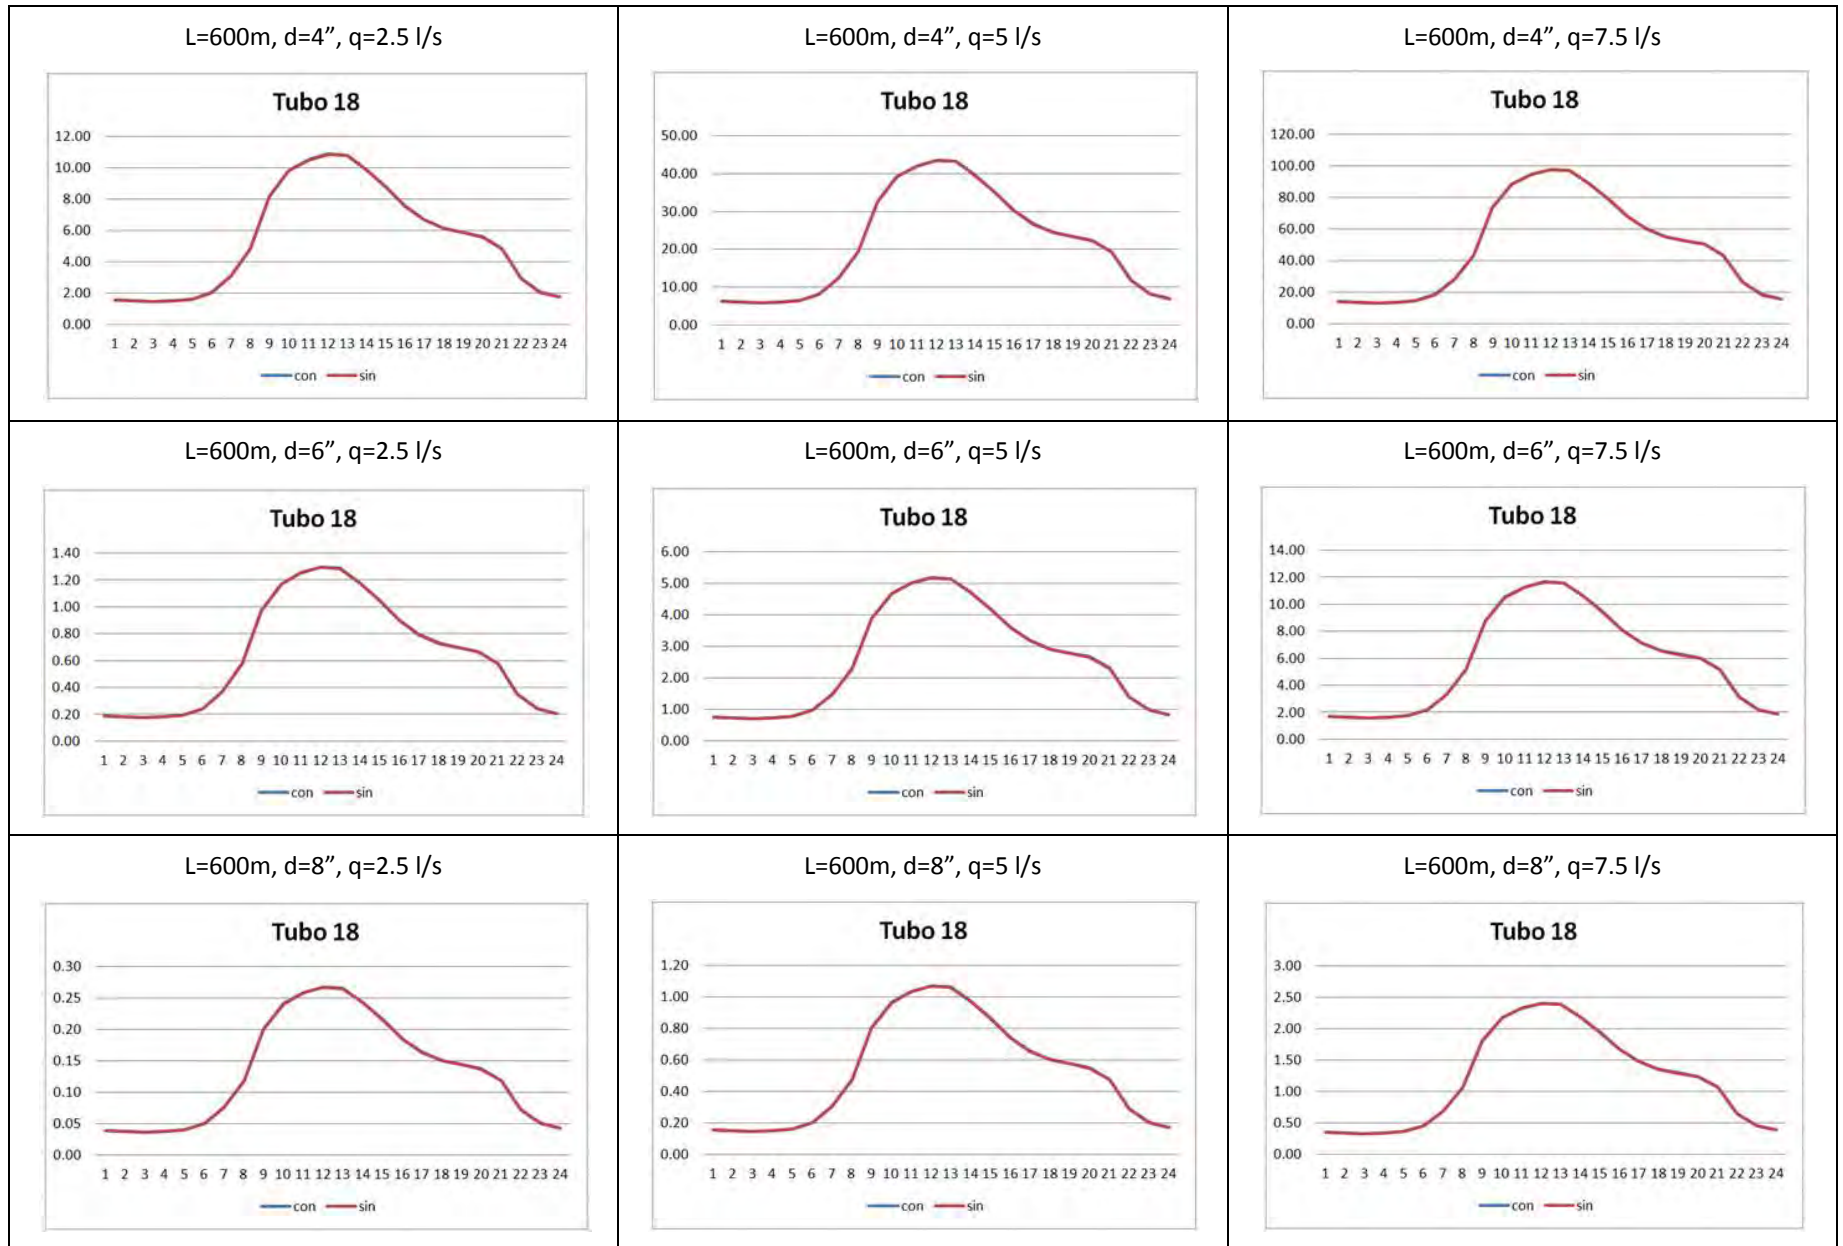 L=600m, d=4”, q=2.5 l/s
Tubo 18
12.00
10.00
8.00
6.00
4.00
2.00
0.00
1 2 3 4 5 6 7 8 9 10 11 12 13 14 15 16 17 18 19 20 21 22 23 24
con sin
L=600m, d=4”, q=5 l/s
Tubo 18
50.00
40.00
30.00
20.00
10.00
0.00
1 2 3 4 5 6 7 8 9 10 11 12 13 14 15 16 17 18 19 20 21 22 23 24
con sin
L=600m, d=4”, q=7.5 l/s
Tubo 18
120.00
100.00
80.00
60.00
40.00
20.00
0.00
1 2 3 4 5 6 7 8 9 10 11 12 13 14 15 16 17 18 19 20 21 22 23 24
con sin
L=600m, d=6”, q=2.5 l/s
Tubo 18
1.40
1.20
1.00
0.80
0.60
0.40
0.20
0.00
1 2 3 4 5 6 7 8 9 10 11 12 13 14 15 16 17 18 19 20 21 22 23 24
con sin
L=600m, d=6”, q=5 l/s
Tubo 18
6.00
5.00
4.00
3.00
2.00
1.00
0.00
1 2 3 4 5 6 7 8 9 10 11 12 13 14 15 16 17 18 19 20 21 22 23 24
con sin
L=600m, d=6”, q=7.5 l/s
Tubo 18
14.00
12.00
10.00
8.00
6.00
4.00
2.00
0.00
1 2 3 4 5 6 7 8 9 10 11 12 13 14 15 16 17 18 19 20 21 22 23 24
con sin
L=600m, d=8”, q=2.5 l/s
Tubo 18
0.30
0.25
0.20
0.15
0.10
0.05
0.00
1 2 3 4 5 6 7 8 9 10 11 12 13 14 15 16 17 18 19 20 21 22 23 24
con sin
L=600m, d=8”, q=5 l/s
Tubo 18
1.20
1.00
0.80
0.60
0.40
0.20
0.00
1 2 3 4 5 6 7 8 9 10 11 12 13 14 15 16 17 18 19 20 21 22 23 24
con sin
L=600m, d=8”, q=7.5 l/s
Tubo 18
3.00
2.50
2.00
1.50
1.00
0.50
0.00
1 2 3 4 5 6 7 8 9 10 11 12 13 14 15 16 17 18 19 20 21 22 23 24
con sin